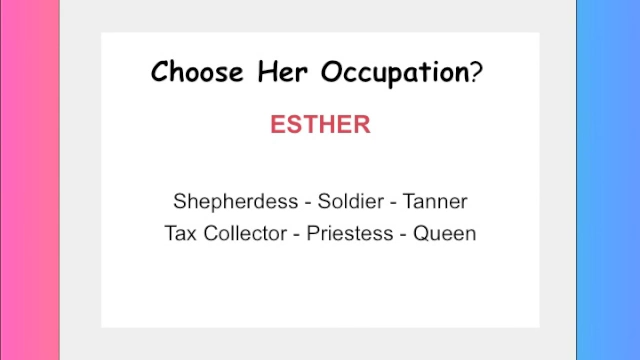 Choose Her Occupation?
ESTHER
Shepherdess - Soldier - Tanner
Tax Collector - Priestess - Queen